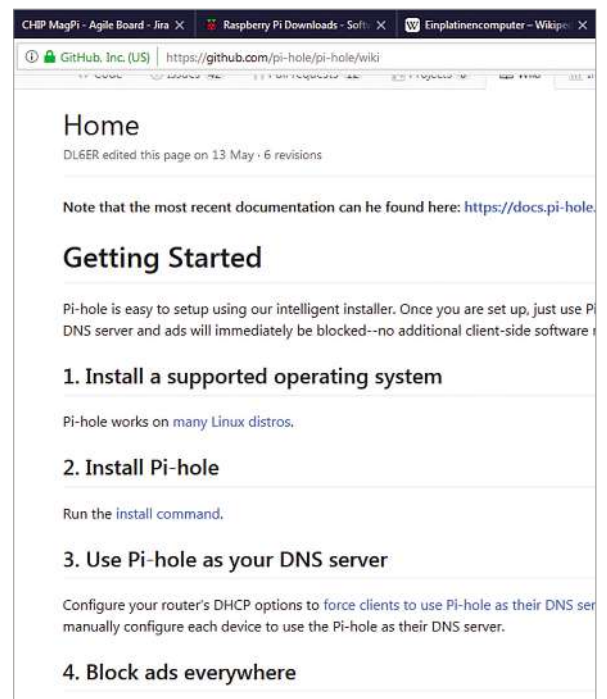 CHIP MagPi - Agile Board - Jira
Raspberry Pi Downloads - Soft
Einplatinencomputer – Wikipe
GitHub, Inc. (US) https://github.com/pi-hole/pi-hole/wiki
Home
DL6ER edited this page on 13 May · 6 revisions
Note that the most recent documentation can he found here: https://docs.pi-hole.
Getting Started
Pi-hole is easy to setup using our intelligent installer. Once you are set up, just use Pi
DNS server and ads will immediately be blocked--no additional client-side software
1. Install a supported operating system
Pi-hole works on many Linux distros.
2. Install Pi-hole
Run the install command.
3. Use Pi-hole as your DNS server
Configure your router's DHCP options to force clients to use Pi-hole as their DNS ser
manually configure each device to use the Pi-hole as their DNS server.
4. Block ads everywhere